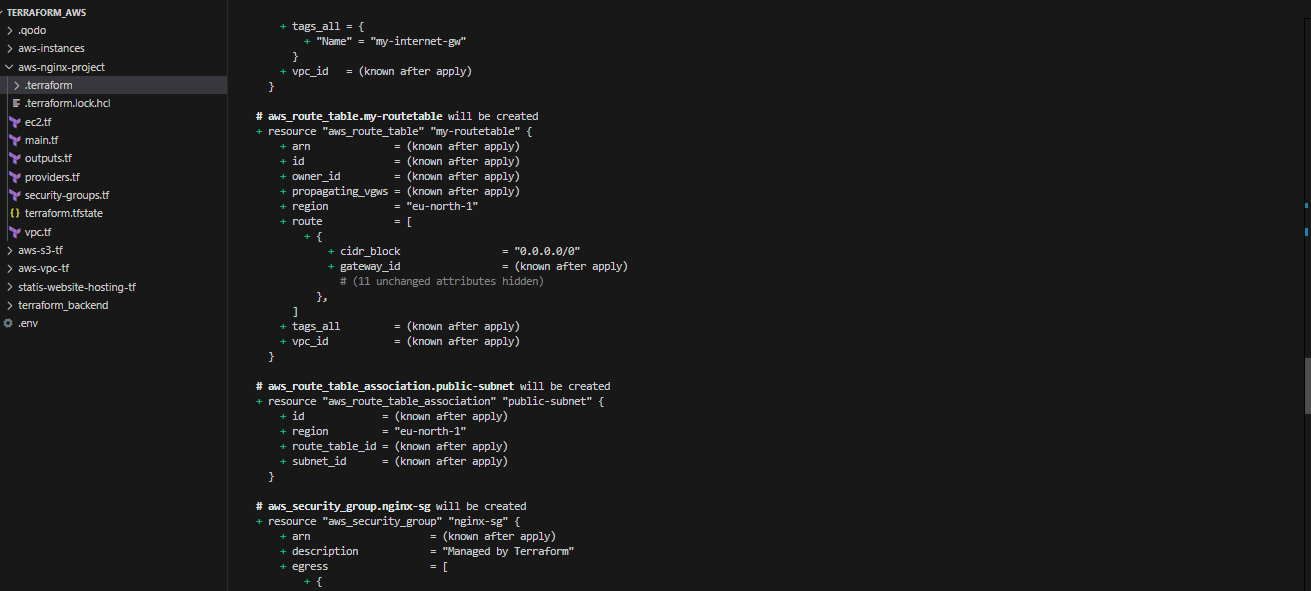 TERRAFORM_AWS
.qodo
aws-instances
aws-nginx-project
.terraform
.terraform.lock.hcl
ec2.tf
main.tf
outputs.tf
providers.tf
security-groups.tf
terraform.tfstate
vpc.tf
aws-s3-tf
aws-vpc-tf
statis-website-hosting-tf
terraform_backend
.env
+ tags_all = {
+ "Name" = "my-internet-gw"
}
+ vpc_id   = (known after apply)
}
# aws_route_table.my-routetable will be created
+ resource "aws_route_table" "my-routetable" {
+ arn              = (known after apply)
+ id               = (known after apply)
+ owner_id         = (known after apply)
+ propagating_vgws = (known after apply)
+ region           = "eu-north-1"
+ route            = [
+ {
+ cidr_block                 = "0.0.0.0/0"
+ gateway_id                 = (known after apply)
# (11 unchanged attributes hidden)
},
]
+ tags_all         = (known after apply)
+ vpc_id           = (known after apply)
}
# aws_route_table_association.public-subnet will be created
+ resource "aws_route_table_association" "public-subnet" {
+ id             = (known after apply)
+ region         = "eu-north-1"
+ route_table_id = (known after apply)
+ subnet_id      = (known after apply)
}
# aws_security_group.nginx-sg will be created
+ resource "aws_security_group" "nginx-sg" {
+ arn                    = (known after apply)
+ description            = "Managed by Terraform"
+ egress                 = [
+ {